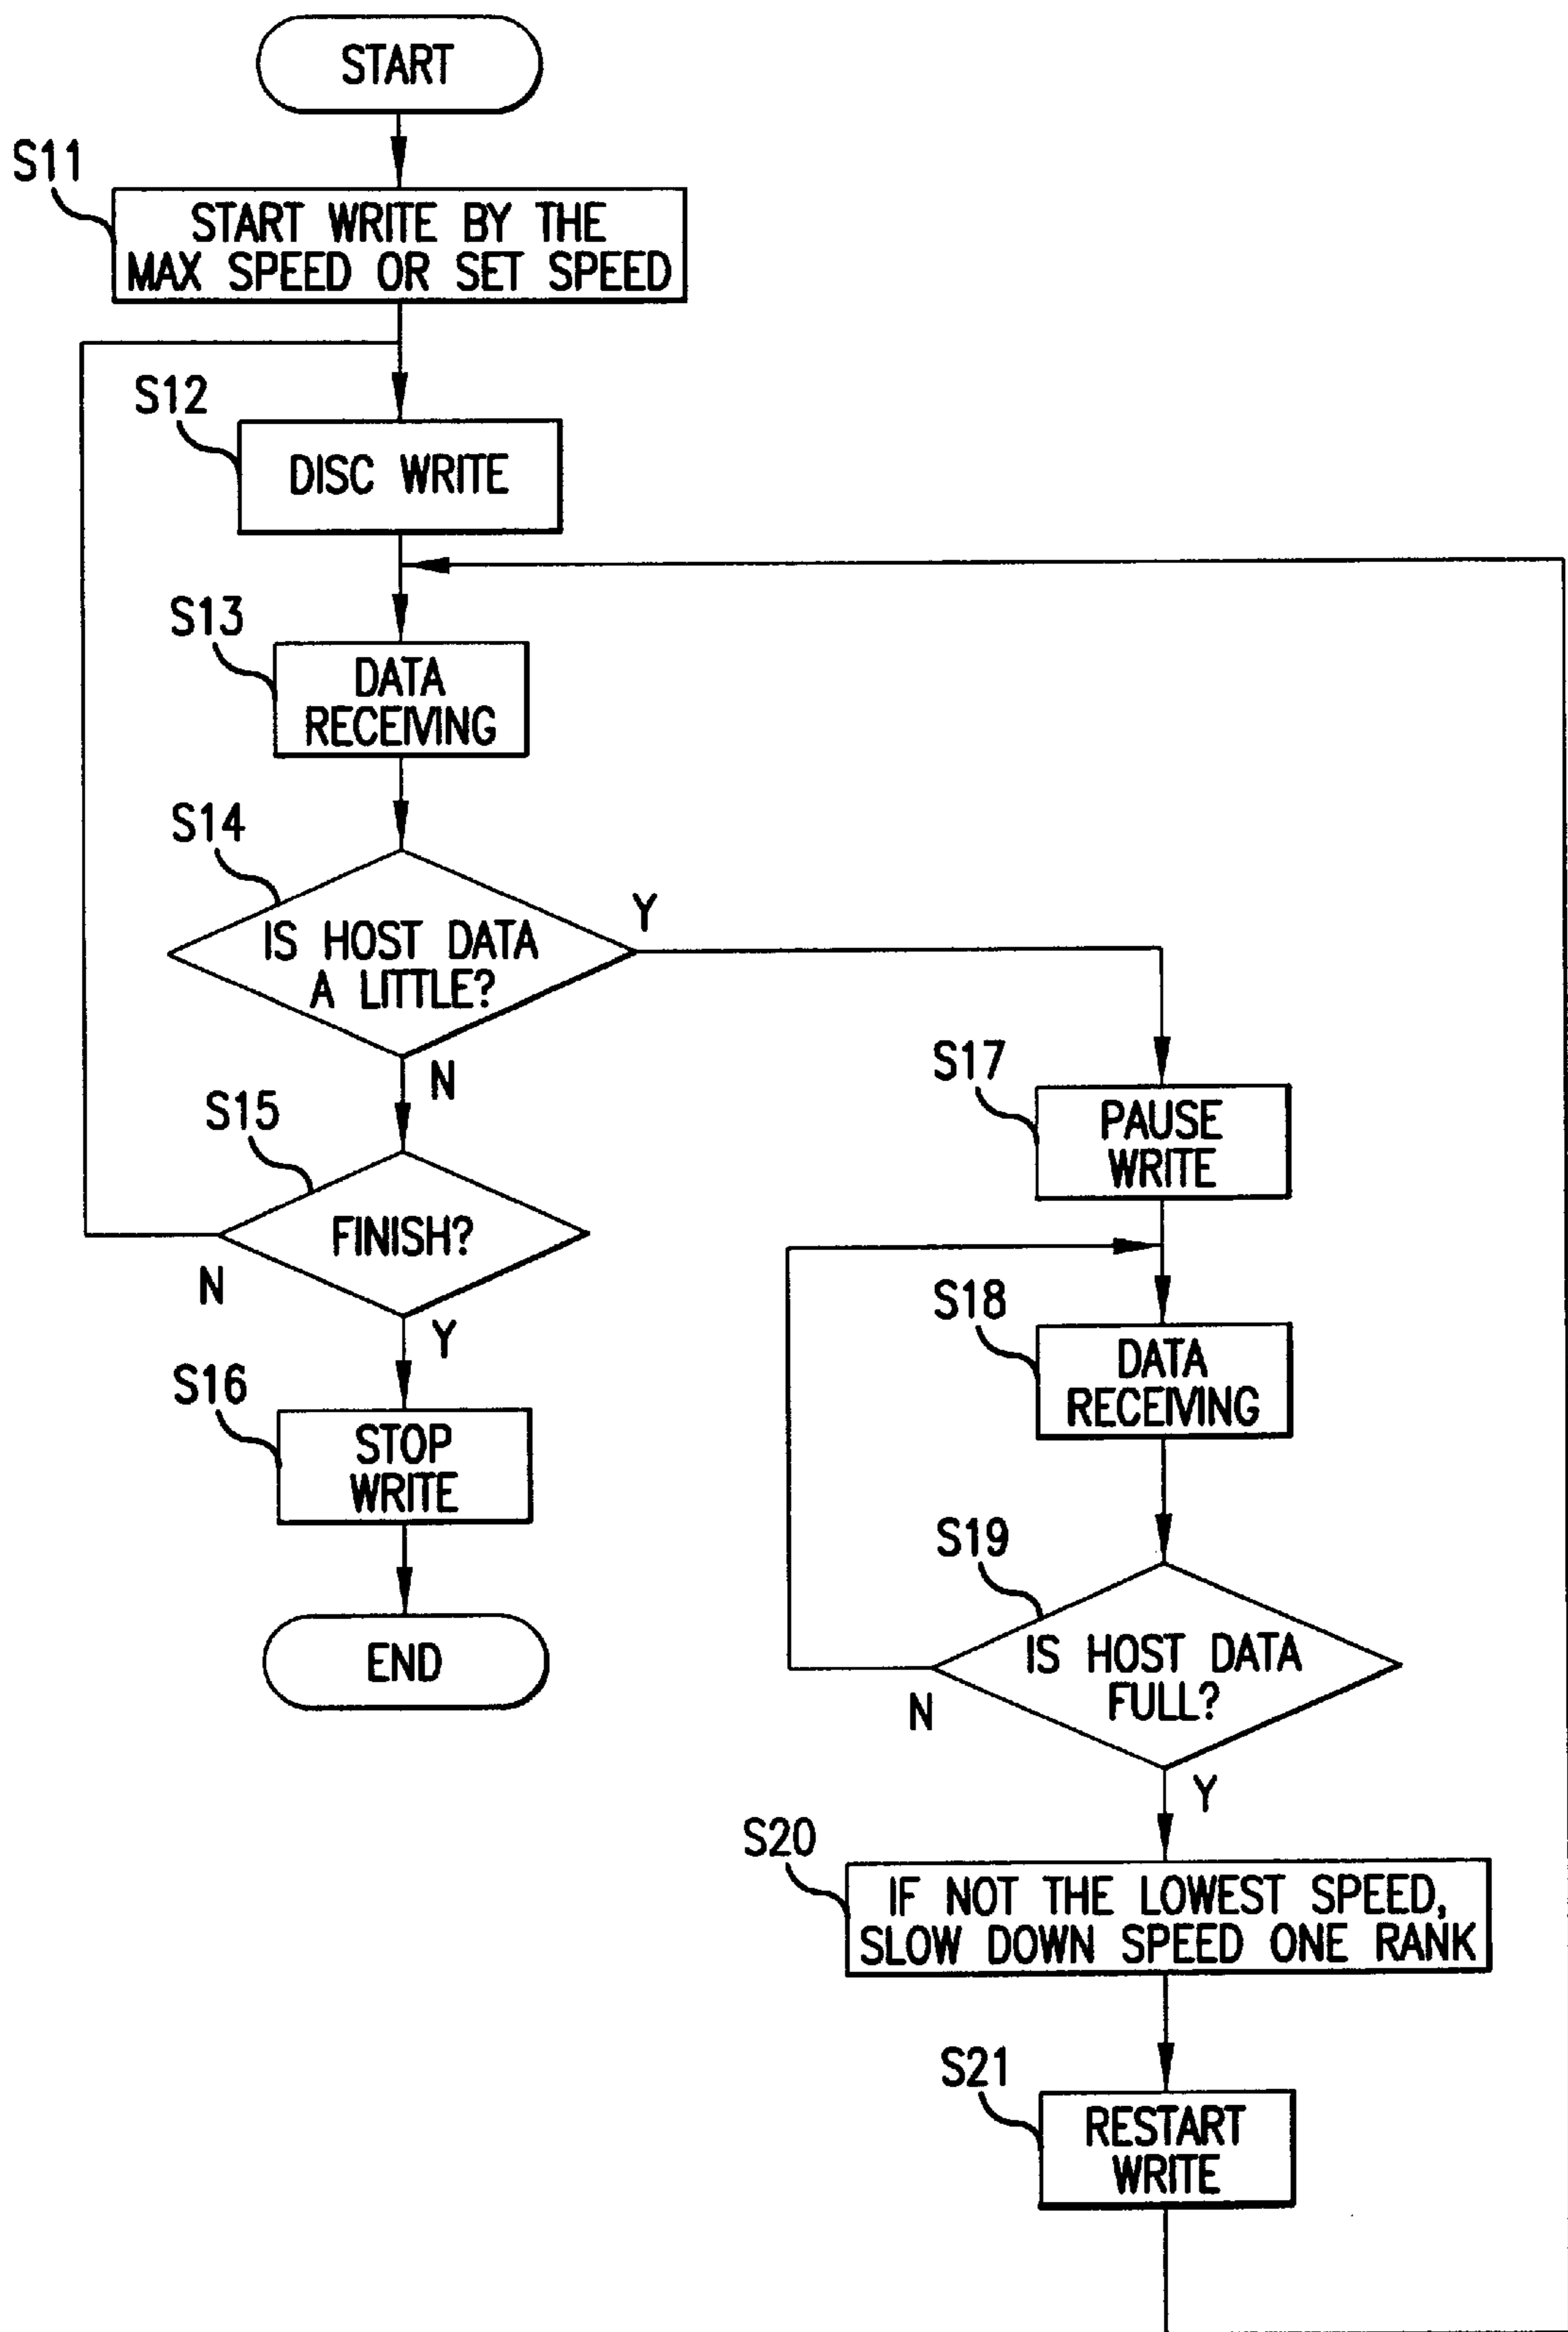 START
S11
START WRITE BY THE
MAX SPEED OR SET SPEED
S12
DISC WRITE
S13
DATA
RECEIVING
S14
IS HOST DATA
A LITTLE?
Y
N
S15
FINISH?
N
Y
S16
STOP
WRITE
END
S17
PAUSE
WRITE
S18
DATA
RECEIVING
S19
IS HOST DATA
FULL?
N
Y
S20
IF NOT THE LOWEST SPEED,
SLOW DOWN SPEED ONE RANK
S21
RESTART
WRITE